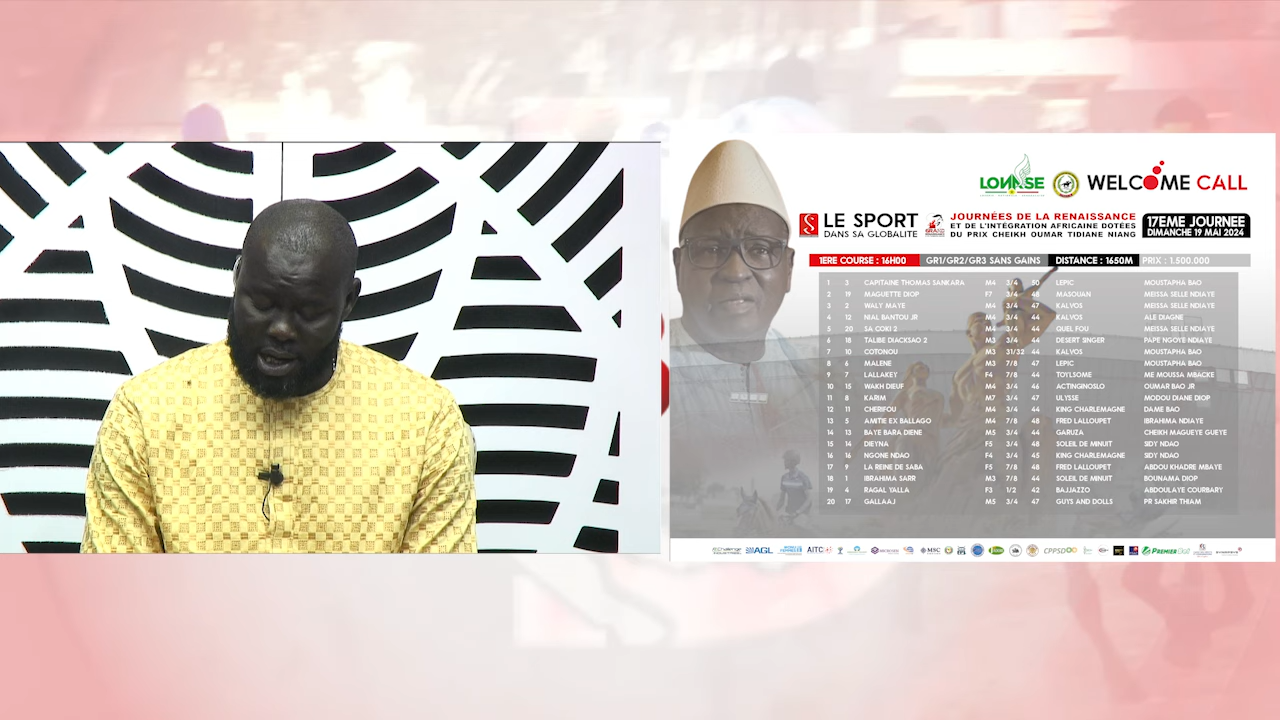 LONASE
WELCOME CALL
S LE SPORT
DANS SA GLOBALITE
JOURNÉES DE LA RENAISSANCE
ET DE L'INTÉGRATION AFRICAINE DOTÉES
DU PRIX CHEIKH OUMAR TIDIANE NIANG
17EME JOURNEE
DIMANCHE 19 MAI 2024
1ERE COURSE : 16H00 GR1/GR2/GR3 SANS GAINS DISTANCE : 1650M PRIX : 1.500.000
1 3 CAPITAINE THOMAS SANKARA M4 3/4 50 LEPIC MOUSTAPHA BAO
2 19 MAGUETTE DIOP F7 3/4 48 MASOUAN MEISSA SELLE NDIAYE
3 2 WALY MAYE M4 3/4 47 KALVOS MEISSA SELLE NDIAYE
4 12 NIAL BANTOU JR M4 3/4 44 KALVOS ALE DIAGNE
5 20 SA COKI 2 M4 3/4 44 QUEL FOU MEISSA SELLE NDIAYE
6 18 TALIBE DIACKSAO 2 M3 3/4 44 DESERT SINGER PAPE NGOYE NDIAYE
7 10 COTONOU M3 31/32 44 KALVOS MOUSTAPHA BAO
8 6 MALENE M3 7/8 47 LEPIC MOUSTAPHA BAO
9 7 LALLAKEY F4 7/8 44 TOYLSOME ME MOUSSA MBÄCKE
10 15 WAKH DIEUF M4 3/4 46 ACTINGINOSLO OUMAR BAO JR
11 8 KARIM M7 3/4 47 ULYSSE MODOU DIANE DIOP
12 11 CHERIFOU M4 3/4 44 KING CHARLEMAGNE DAME BAO
13 5 AMITIE EX BALLAGO M4 7/8 48 FRED LALLOUPET IBRAHIMA NDIAYE
14 13 BAYE BARA DIENE M5 3/4 44 GARUZA CHEIKH MAGUEYE GUEYE
15 14 DIEYNA F5 3/4 48 SOLEIL DE MINUIT SIDY NDAO
16 16 NGONE NDAO F4 3/4 45 KING CHARLEMAGNE SIDY NDAO
17 9 LA REINE DE SABA F5 7/8 48 FRED LALLOUPET ABDOU KHADRE MBAYE
18 1 IBRAHIMA SARR M3 7/8 44 SOLEIL DE MINUIT BOUNAMA DIOP
19 4 RAGAL YALLA F3 1/2 42 BAJJAZZO ABDOULAYE COURBARY
20 17 GALLAAJ M5 3/4 47 GUYS AND DOLLS PR SAKHIR THIAM
AGL AITC MSC CPPSD PREMIER